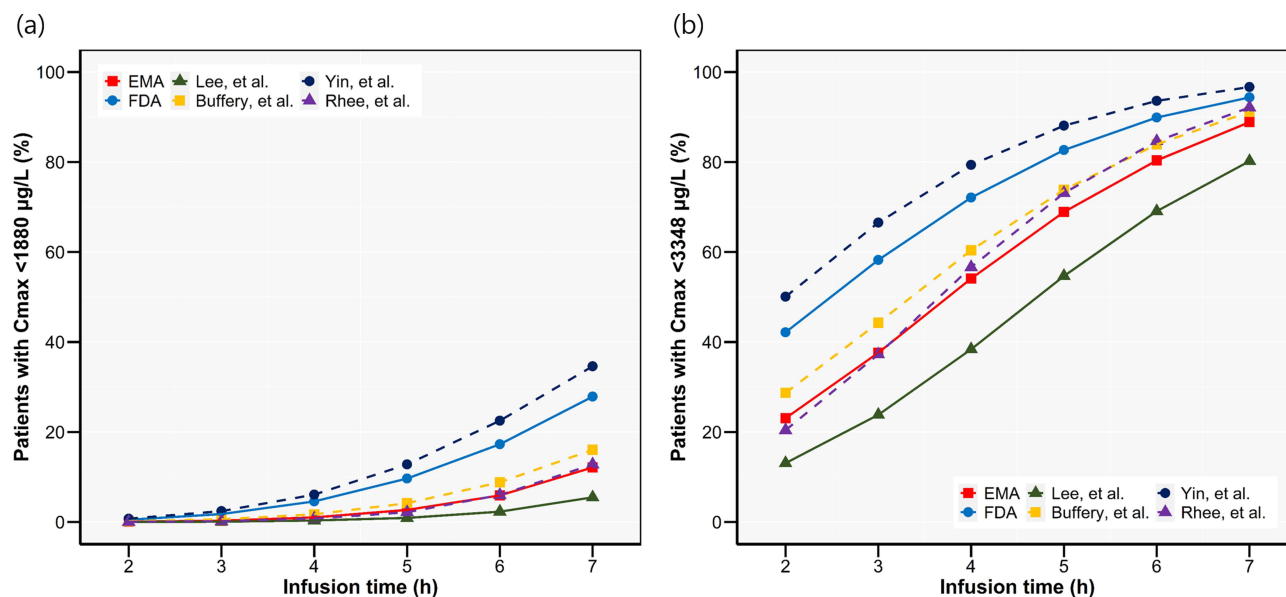 (a)
Patients with Cmax <1880 µg/L (%)
100
80
60
40
20
0
EMA Lee, et al. Yin, et al.
FDA Buffery, et al. Rhee, et al.
2 3 4 5 6 7
Infusion time (h)
(b)
Patients with Cmax <3348 µg/L (%)
100
80
60
40
20
0
EMA Lee, et al. Yin, et al.
FDA Buffery, et al. Rhee, et al.
2 3 4 5 6 7
Infusion time (h)